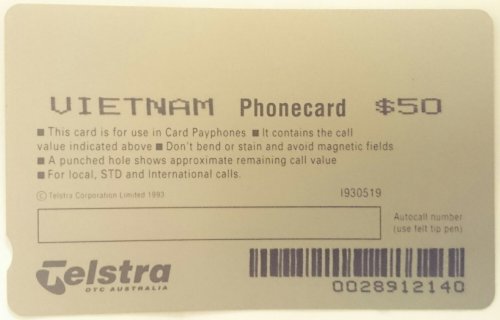 VIETNAM Phonecard $50
■ This card is for use in Card Payphones ■ It contains the call
value indicated above ■ Don't bend or stain and avoid magnetic fields
■ A punched hole shows approximate remaining call value
■ For local, STD and International calls.
© Telstra Corporation Limited 1993 I930519
Autocall number
(use felt tip pen)
Telstra
OTC AUSTRALIA
0028912140